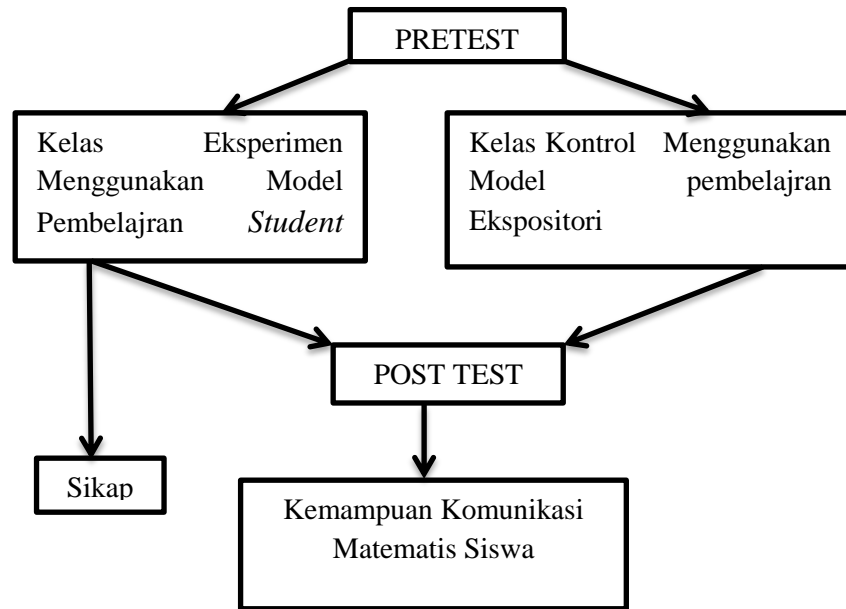 PRETEST
Kelas Eksperimen
Menggunakan Model
Pembelajran Student
Kelas Kontrol Menggunakan
Model pembelajran
Ekspositori
POST TEST
Sikap
Kemampuan Komunikasi
Matematis Siswa